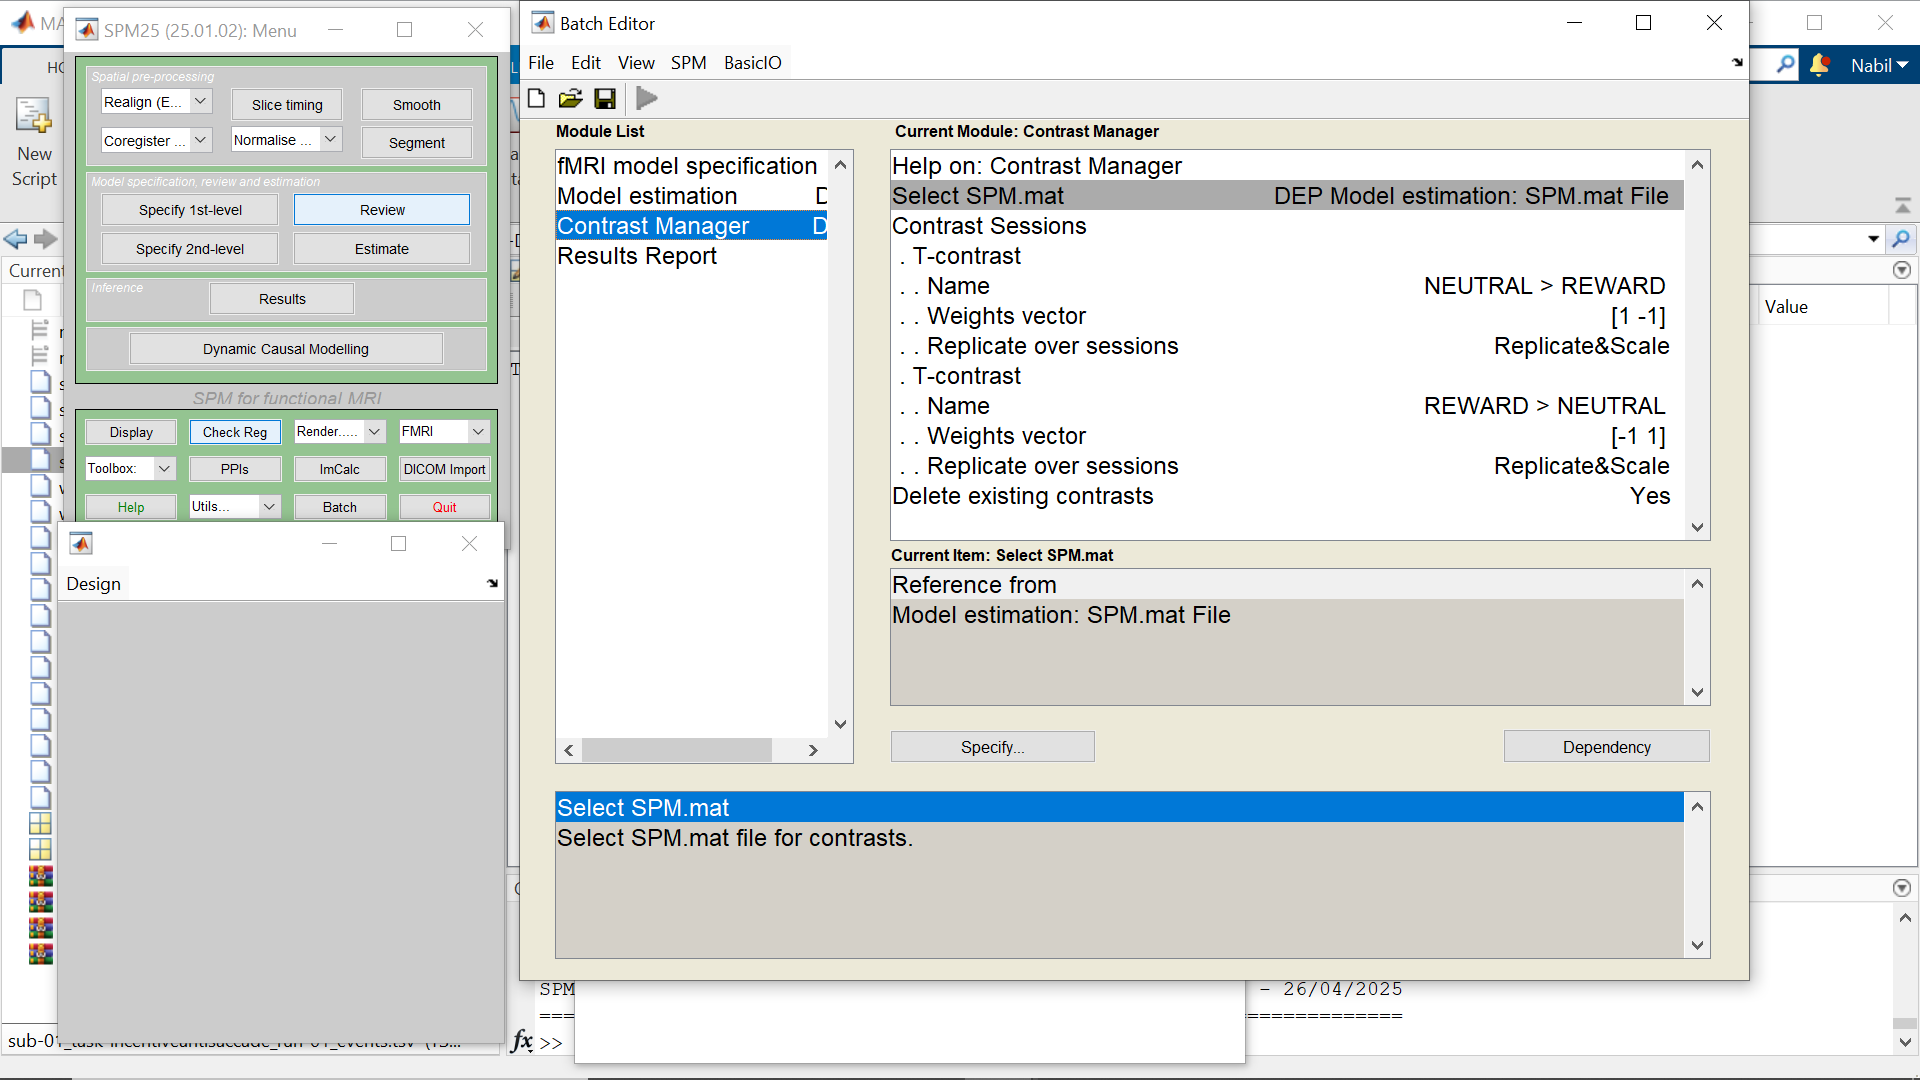 MA
SPM25 (25.01.02): Menu
Batch Editor
HO
Spatial pre-processing
Realign (E...
Slice timing
Smooth
Coregister ...
Normalise ...
Segment
New
Script
Model specification, review and estimation
Specify 1st-level
Review
Specify 2nd-level
Estimate
Inference
Results
Dynamic Causal Modelling
SPM for functional MRI
Display
Check Reg
Render......
FMRI
Toolbox:
PPIs
ImCalc
DICOM Import
Help
Utils...
Batch
Quit
Current
Design
File
Edit
View
SPM
BasicIO
Nabil
Module List
fMRI model specification
Model estimation D
Contrast Manager D
Results Report
Current Module: Contrast Manager
Help on: Contrast Manager
Select SPM.mat DEP Model estimation: SPM.mat File
Contrast Sessions
. T-contrast
. . Name NEUTRAL > REWARD
. . Weights vector [1 -1]
. . Replicate over sessions Replicate&Scale
. T-contrast
. . Name REWARD > NEUTRAL
. . Weights vector [-1 1]
. . Replicate over sessions Replicate&Scale
Delete existing contrasts Yes
Current Item: Select SPM.mat
Reference from
Model estimation: SPM.mat File
Specify...
Dependency
Select SPM.mat
Select SPM.mat file for contrasts.
Value
SPM - 26/04/2025
fx >>